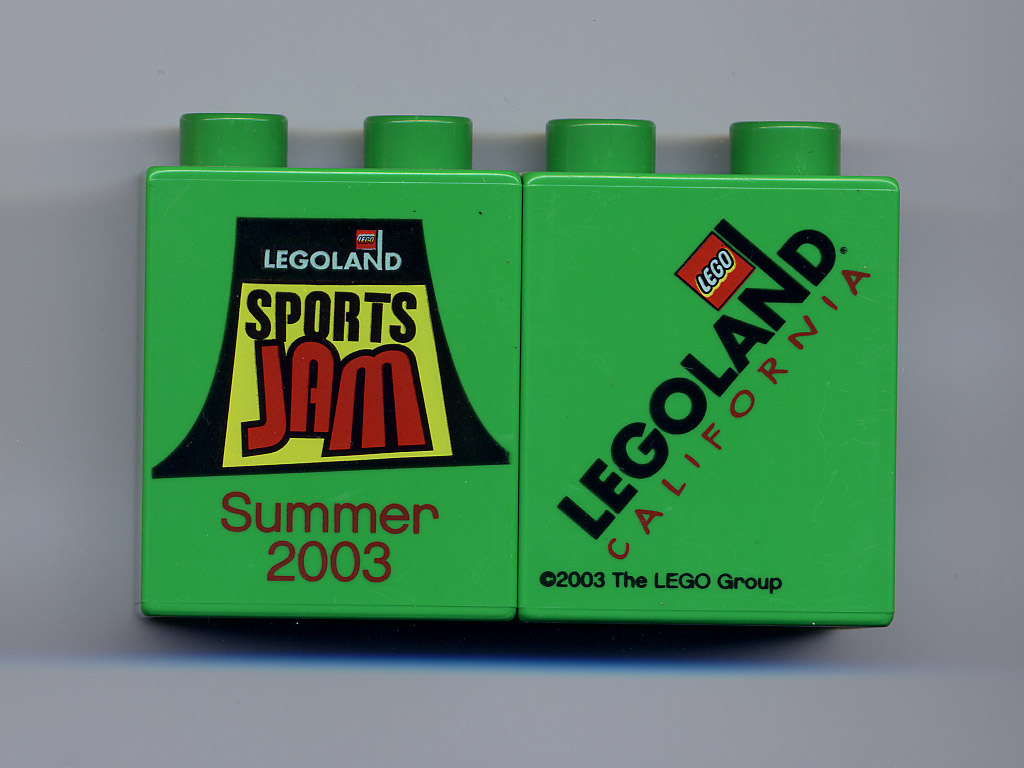 LEGO
LEGOLAND
SPORTS
JAM
Summer
2003
LEGO
LEGOLAND®
CALIFORNIA
©2003 The LEGO Group